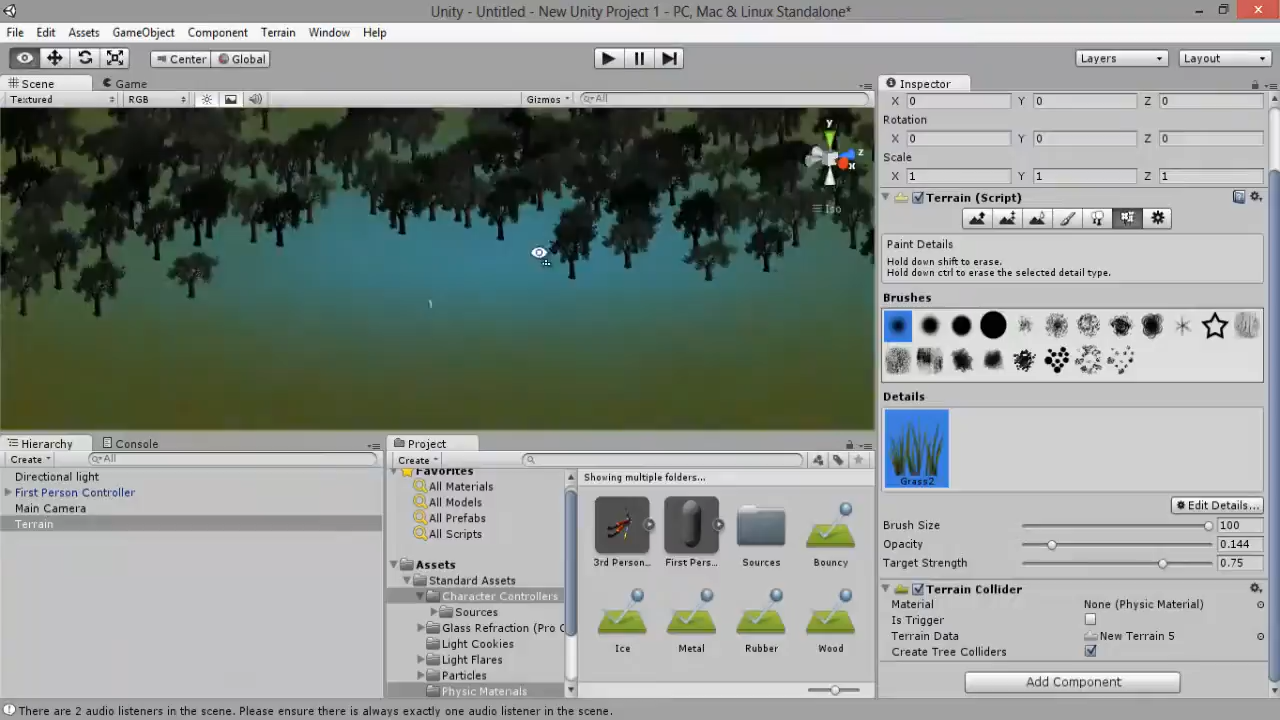 Unity - Untitled - New Unity Project 1 - PC, Mac & Linux Standalone*
File Edit Assets GameObject Component Terrain Window Help
Center Global Layers Layout
Scene Game
Textured RGB Gizmos All
y
z
x
Iso
Inspector
X 0 Y 0 Z 0
Rotation
X 0 Y 0 Z 0
Scale
X 1 Y 1 Z 1
Terrain (Script)
Paint Details
Hold down shift to erase.
Hold down ctrl to erase the selected detail type.
Brushes
Details
Grass2
Edit Details...
Brush Size 100
Opacity 0.144
Target Strength 0.75
Terrain Collider
Material None (Physic Material)
Is Trigger
Terrain Data New Terrain 5
Create Tree Colliders
Add Component
Hierarchy Console
Create All
Directional light
First Person Controller
Main Camera
Terrain
Project
Create
Favorites
All Materials
All Models
All Prefabs
All Scripts
Assets
Standard Assets
Character Controllers
Sources
Glass Refraction (Pro
Light Cookies
Light Flares
Particles
Physic Materials
Showing multiple folders...
3rd Person... First Pers... Sources Bouncy
Ice Metal Rubber Wood
There are 2 audio listeners in the scene. Please ensure there is always exactly one audio listener in the scene.